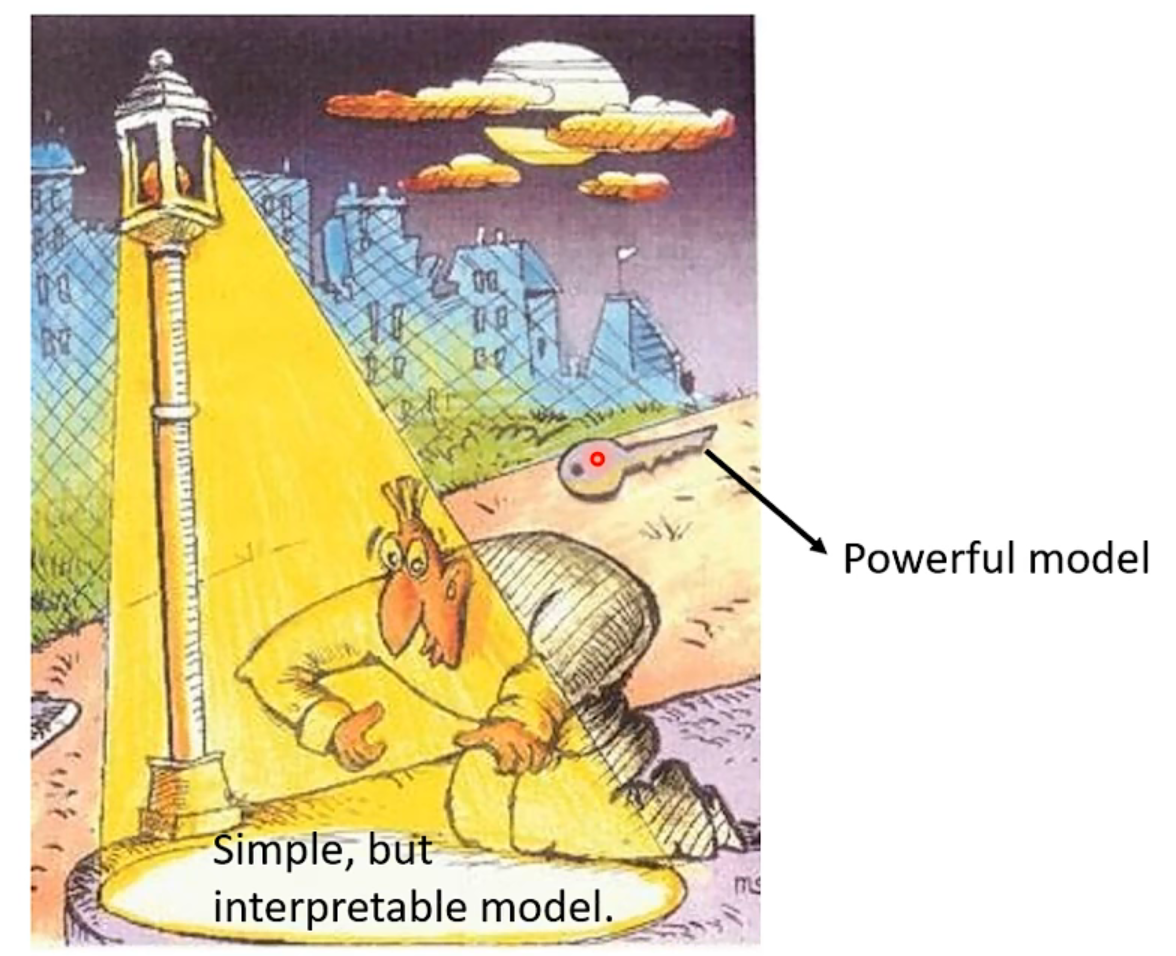 Powerful model
Simple, but
interpretable model.